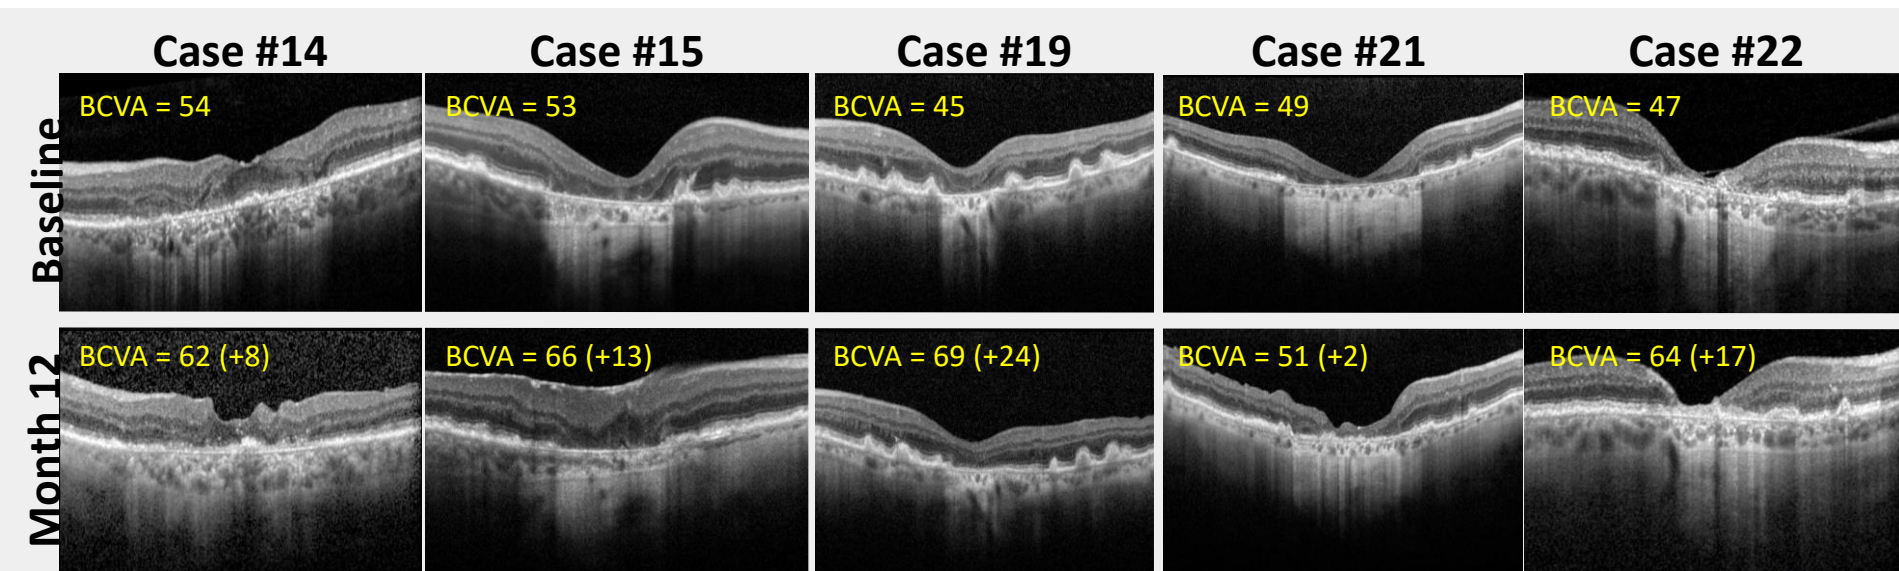 Case #14 Case #15 Case #19 Case #21 Case #22
Baseline
BCVA = 54 BCVA = 53 BCVA = 45 BCVA = 49 BCVA = 47
Month 12
BCVA = 62 (+8) BCVA = 66 (+13) BCVA = 69 (+24) BCVA = 51 (+2) BCVA = 64 (+17)